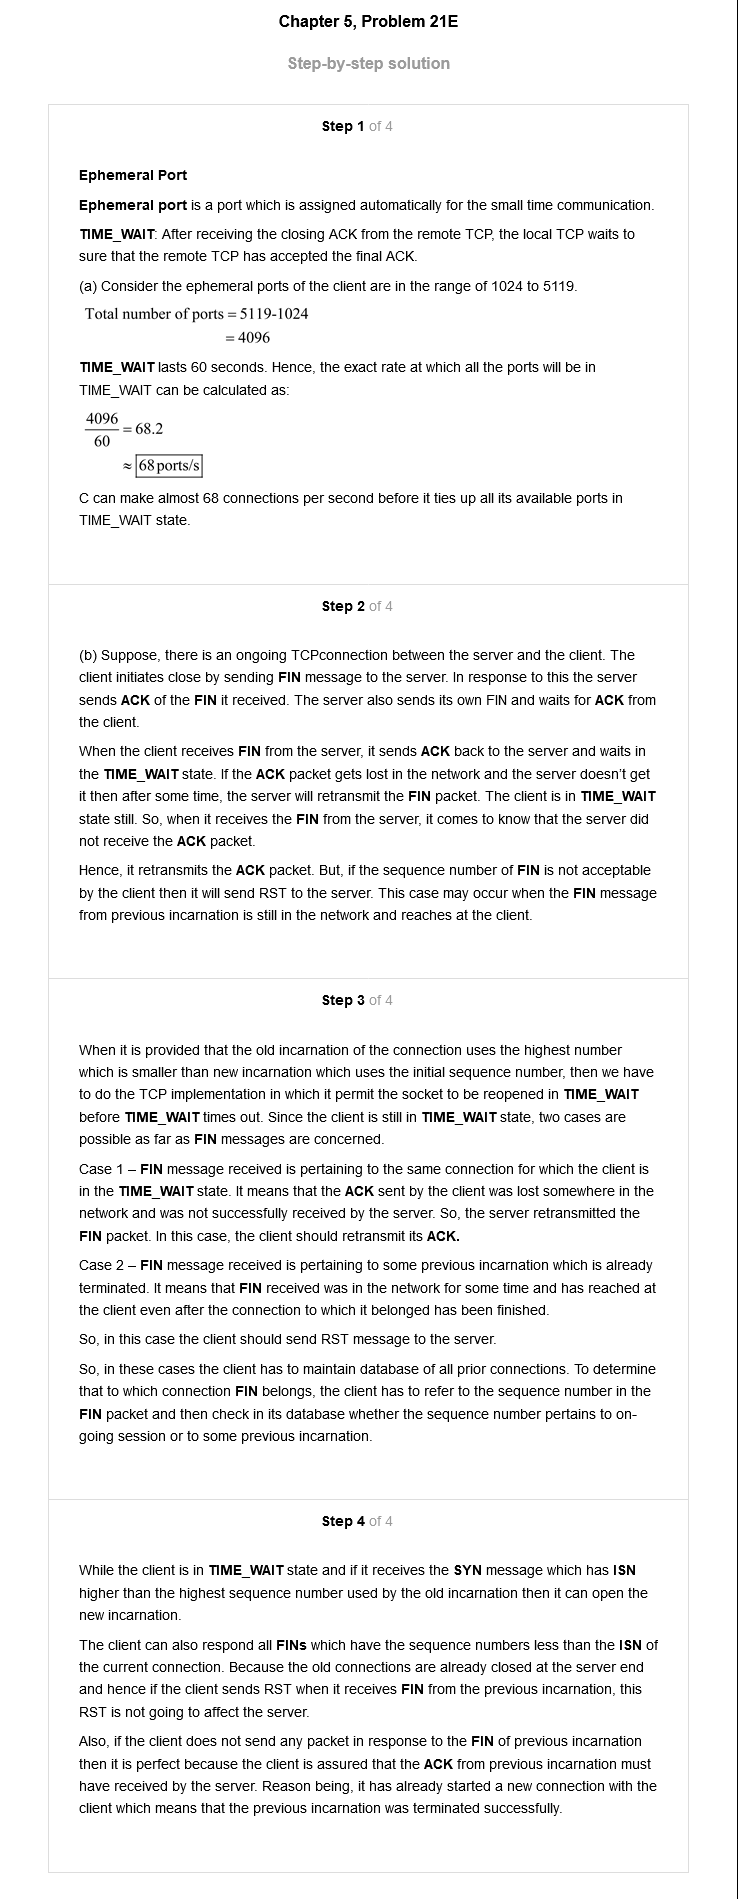 Chapter 5, Problem 21E
Step-by-step solution
Step 1 of 4
Ephemeral Port
Ephemeral port is a port which is assigned automatically for the small time communication.
TIME_WAIT: After receiving the closing ACK from the remote TCP, the local TCP waits to
sure that the remote TCP has accepted the final ACK.
(a) Consider the ephemeral ports of the client are in the range of 1024 to 5119.
Total number of ports = 5119-1024
= 4096
TIME_WAIT lasts 60 seconds. Hence, the exact rate at which all the ports will be in
TIME_WAIT can be calculated as:
4096
60
= 68.2
≈ 68 ports/s
C can make almost 68 connections per second before it ties up all its available ports in
TIME_WAIT state.
Step 2 of 4
(b) Suppose, there is an ongoing TCPconnection between the server and the client. The
client initiates close by sending FIN message to the server. In response to this the server
sends ACK of the FIN it received. The server also sends its own FIN and waits for ACK from
the client.
When the client receives FIN from the server, it sends ACK back to the server and waits in
the TIME_WAIT state. If the ACK packet gets lost in the network and the server doesn't get
it then after some time, the server will retransmit the FIN packet. The client is in TIME_WAIT
state still. So, when it receives the FIN from the server, it comes to know that the server did
not receive the ACK packet.
Hence, it retransmits the ACK packet. But, if the sequence number of FIN is not acceptable
by the client then it will send RST to the server. This case may occur when the FIN message
from previous incarnation is still in the network and reaches at the client.
Step 3 of 4
When it is provided that the old incarnation of the connection uses the highest number
which is smaller than new incarnation which uses the initial sequence number, then we have
to do the TCP implementation in which it permit the socket to be reopened in TIME_WAIT
before TIME_WAIT times out. Since the client is still in TIME_WAIT state, two cases are
possible as far as FIN messages are concerned.
Case 1 – FIN message received is pertaining to the same connection for which the client is
in the TIME_WAIT state. It means that the ACK sent by the client was lost somewhere in the
network and was not successfully received by the server. So, the server retransmitted the
FIN packet. In this case, the client should retransmit its ACK.
Case 2 – FIN message received is pertaining to some previous incarnation which is already
terminated. It means that FIN received was in the network for some time and has reached at
the client even after the connection to which it belonged has been finished.
So, in this case the client should send RST message to the server.
So, in these cases the client has to maintain database of all prior connections. To determine
that to which connection FIN belongs, the client has to refer to the sequence number in the
FIN packet and then check in its database whether the sequence number pertains to on-
going session or to some previous incarnation.
Step 4 of 4
While the client is in TIME_WAIT state and if it receives the SYN message which has ISN
higher than the highest sequence number used by the old incarnation then it can open the
new incarnation.
The client can also respond all FINs which have the sequence numbers less than the ISN of
the current connection. Because the old connections are already closed at the server end
and hence if the client sends RST when it receives FIN from the previous incarnation, this
RST is not going to affect the server.
Also, if the client does not send any packet in response to the FIN of previous incarnation
then it is perfect because the client is assured that the ACK from previous incarnation must
have received by the server. Reason being, it has already started a new connection with the
client which means that the previous incarnation was terminated successfully.